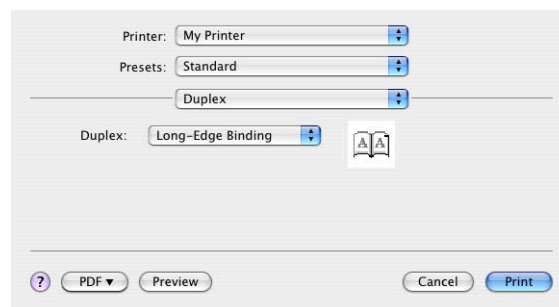 Printer: My Printer
Presets: Standard
Duplex
Duplex: Long-Edge Binding
A A
? PDF▼ Preview Cancel Print